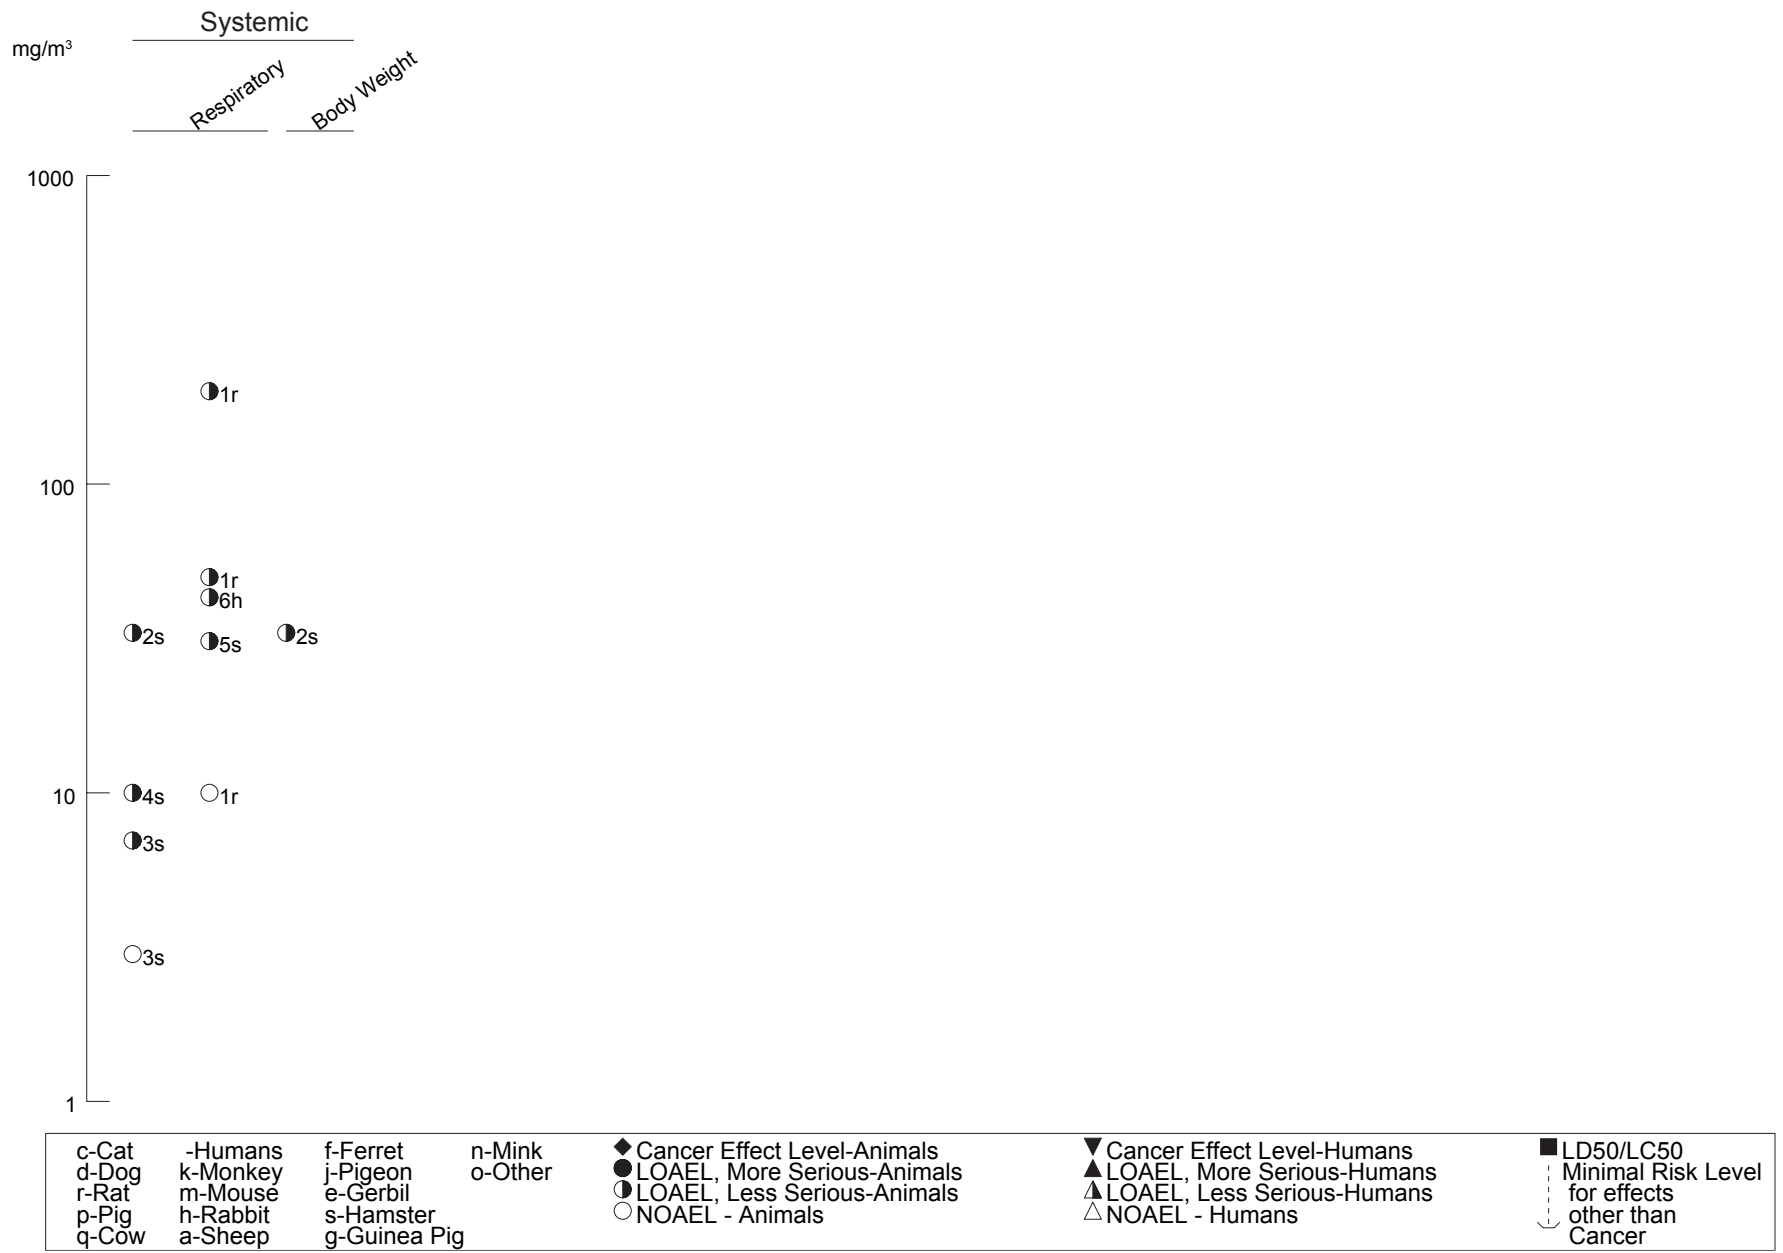 Systemic
mg/m³
Respiratory
Body Weight
1000
1r
100
1r
6h
2s
2s
5s
10
4s
1r
3s
3s
1
c-Cat -Humans f-Ferret n-Mink ◆ Cancer Effect Level-Animals ▼ Cancer Effect Level-Humans ■ LD50/LC50
d-Dog k-Monkey j-Pigeon o-Other ● LOAEL, More Serious-Animals ▲ LOAEL, More Serious-Humans Minimal Risk Level
r-Rat m-Mouse e-Gerbil ◑ LOAEL, Less Serious-Animals ◮ LOAEL, Less Serious-Humans for effects
p-Pig h-Rabbit s-Hamster ○ NOAEL - Animals △ NOAEL - Humans other than
q-Cow a-Sheep g-Guinea Pig Cancer